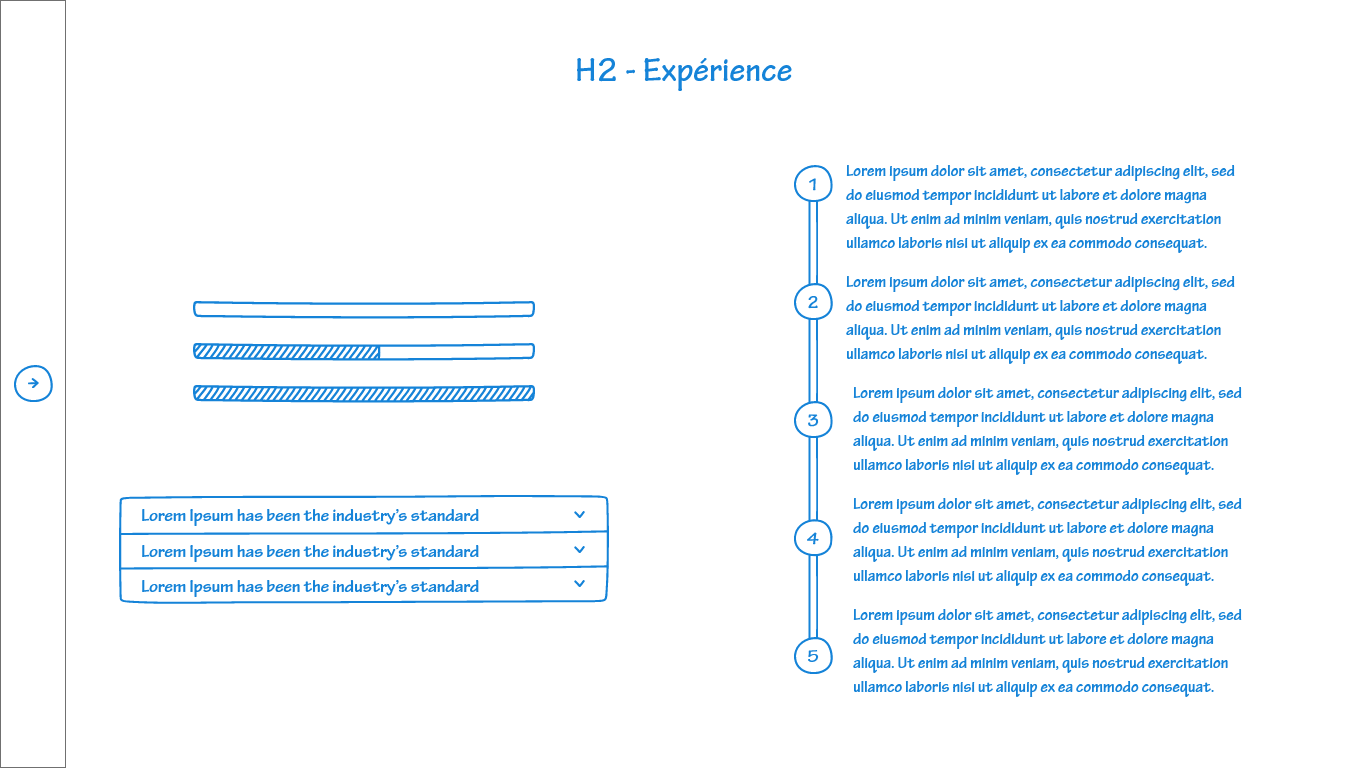 H2 - Expérience
Lorem Ipsum has been the industry's standard
Lorem Ipsum has been the industry's standard
Lorem Ipsum has been the industry's standard
1
Lorem ipsum dolor sit amet, consectetur adipiscing elit, sed
do eiusmod tempor incididunt ut labore et dolore magna
aliqua. Ut enim ad minim veniam, quis nostrud exercitation
ullamco laboris nisi ut aliquip ex ea commodo consequat.
2
Lorem ipsum dolor sit amet, consectetur adipiscing elit, sed
do eiusmod tempor incididunt ut labore et dolore magna
aliqua. Ut enim ad minim veniam, quis nostrud exercitation
ullamco laboris nisi ut aliquip ex ea commodo consequat.
3
Lorem ipsum dolor sit amet, consectetur adipiscing elit, sed
do eiusmod tempor incididunt ut labore et dolore magna
aliqua. Ut enim ad minim veniam, quis nostrud exercitation
ullamco laboris nisi ut aliquip ex ea commodo consequat.
4
Lorem ipsum dolor sit amet, consectetur adipiscing elit, sed
do eiusmod tempor incididunt ut labore et dolore magna
aliqua. Ut enim ad minim veniam, quis nostrud exercitation
ullamco laboris nisi ut aliquip ex ea commodo consequat.
5
Lorem ipsum dolor sit amet, consectetur adipiscing elit, sed
do eiusmod tempor incididunt ut labore et dolore magna
aliqua. Ut enim ad minim veniam, quis nostrud exercitation
ullamco laboris nisi ut aliquip ex ea commodo consequat.